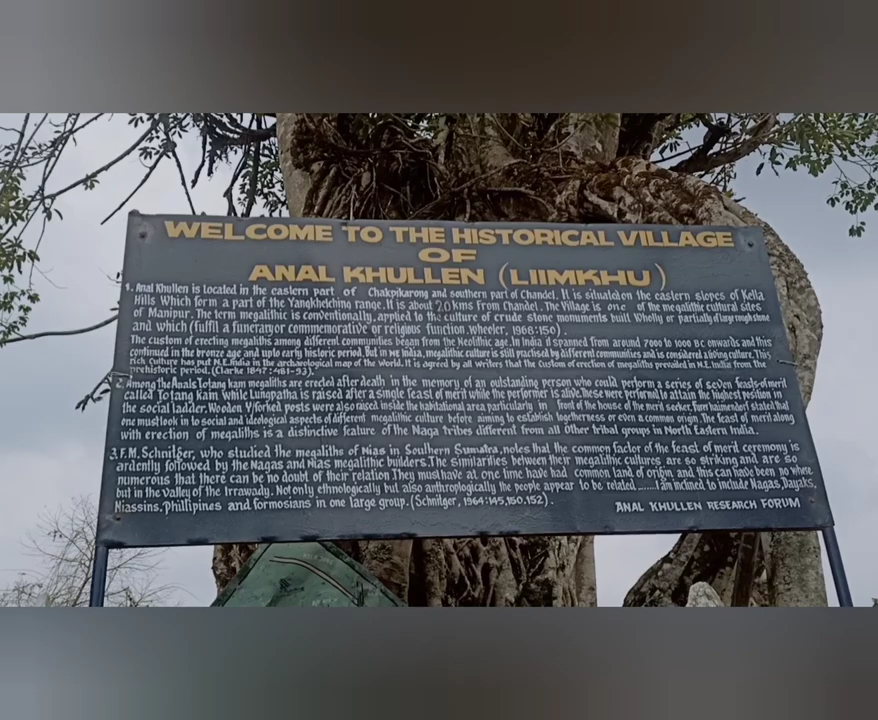 WELCOME TO THE HISTORICAL VILLAGE
OF
ANAL KHULLEN (LIIMKHU)
1. Anal Khullen is located in the eastern part of Chakpikarong and southern part of Chandel. It is situated on the eastern slopes of Kella
Hills Which form a part of the Yangkhelching range. It is about 20 kms from Chandel. The Village is one of the megalithic cultural sites
of Manipur. The term megalithic is conventionally, applied to the culture of crude stone monuments built Wholly or partially of large rough stone
and which (fulfil a funerary or commemorative or religious function. wheeler, 1968:150).
The custom of erecting megaliths among different communities began from the Neolithic age. In India it spanned from around 7000 to 1000 BC onwards and this
continued in the bronze age and upto early historic period. But in NE India, megalithic culture is still practised by different communities and is considered a living culture. This
rich culture has put N.E. India in the archaeological map of the world. It is agreed by all Writers that the Custom of erection of megaliths prevailed in N.E. India from the
prehistoric period. (Clarke 1847:481-93).
2. Among the Anals Totang kam megaliths are erected after death in the memory of an outstanding person who could perform a series of seven feasts of merit
called Totang kam while Lungpatha is raised after a single feast of merit while the performer is alive. These were performed to attain the highest position in
the social ladder. Wooden Y/forked posts were also raised inside the habitational area particularly in front of the house of the merit seeker. Furn haimendorf stated that
one must look in to social and ideological aspects of different megalithic culture before aiming to establish togetherness or even a common origin. The feast of merit along
with erection of megaliths is a distinctive feature of the Naga tribes different from all other tribal groups in North Eastern India.
3. F.M. Schnitger, who studied the megaliths of Nias in Southern Sumatra, notes that the common factor of the feast of merit ceremony is
ardently followed by the Nagas and Nias megalithic builders. The similarities between their megalithic cultures are so striking and are so
numerous that there can be no doubt of their relation They must have at one time have had common land of origin, and this can have been no whose
but in the valley of the Irrawady. Not only ethnologically but also anthropologically the people appear to be related ......I am inclined to include Nagas, Dayaks,
Niassins, Phillipines and formosians in one large group. (Schnitger, 1964:145,150,152).
ANAL KHULLEN RESEARCH FORUM